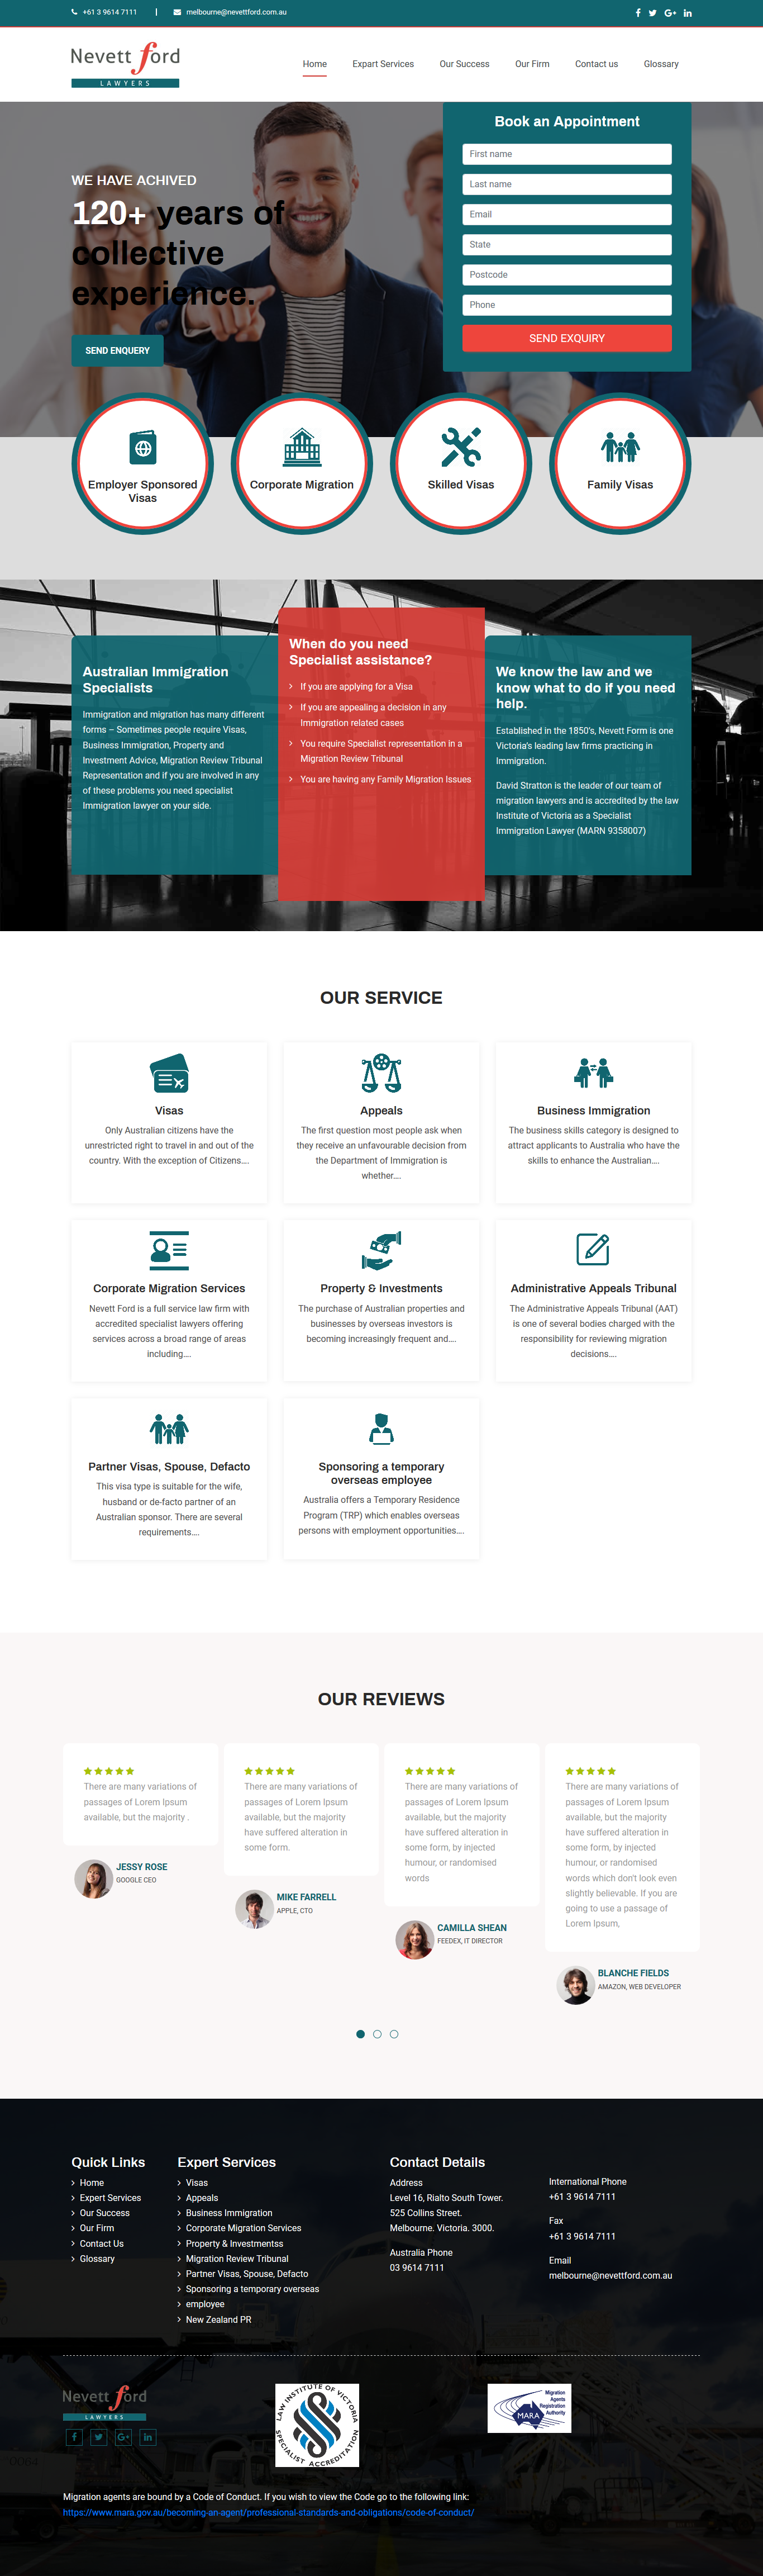 +61 3 9614 7111 | melbourne@nevettford.com.au
Nevett ford
LAWYERS
Home Expart Services Our Success Our Firm Contact us Glossary
Book an Appointment
First name
Last name
Email
State
Postcode
Phone
SEND EXQUIRY
WE HAVE ACHIVED
120+ years of
collective
experience.
SEND ENQUERY
Employer Sponsored
Visas
Corporate Migration
Skilled Visas
Family Visas
Australian Immigration
Specialists
Immigration and migration has many different
forms – Sometimes people require Visas,
Business Immigration, Property and
Investment Advice, Migration Review Tribunal
Representation and if you are involved in any
of these problems you need specialist
Immigration lawyer on your side.
When do you need
Specialist assistance?
If you are applying for a Visa
If you are appealing a decision in any
Immigration related cases
You require Specialist representation in a
Migration Review Tribunal
You are having any Family Migration Issues
We know the law and we
know what to do if you need
help.
Established in the 1850's, Nevett Form is one
Victoria's leading law firms practicing in
Immigration.
David Stratton is the leader of our team of
migration lawyers and is accredited by the law
Institute of Victoria as a Specialist
Immigration Lawyer (MARN 9358007)
OUR SERVICE
Visas
Only Australian citizens have the
unrestricted right to travel in and out of the
country. With the exception of Citizens....
Appeals
The first question most people ask when
they receive an unfavourable decision from
the Department of Immigration is
whether....
Business Immigration
The business skills category is designed to
attract applicants to Australia who have the
skills to enhance the Australian....
Corporate Migration Services
Nevett Ford is a full service law firm with
accredited specialist lawyers offering
services across a broad range of areas
including....
Property & Investments
The purchase of Australian properties and
businesses by overseas investors is
becoming increasingly frequent and....
Administrative Appeals Tribunal
The Administrative Appeals Tribunal (AAT)
is one of several bodies charged with the
responsibility for reviewing migration
decisions....
Partner Visas, Spouse, Defacto
This visa type is suitable for the wife,
husband or de-facto partner of an
Australian sponsor. There are several
requirements....
Sponsoring a temporary
overseas employee
Australia offers a Temporary Residence
Program (TRP) which enables overseas
persons with employment opportunities....
OUR REVIEWS
There are many variations of
passages of Lorem Ipsum
available, but the majority .
JESSY ROSE
GOOGLE CEO
There are many variations of
passages of Lorem Ipsum
available, but the majority
have suffered alteration in
some form.
MIKE FARRELL
APPLE, CTO
There are many variations of
passages of Lorem Ipsum
available, but the majority
have suffered alteration in
some form, by injected
humour, or randomised
words
CAMILLA SHEAN
FEEDEX, IT DIRECTOR
There are many variations of
passages of Lorem Ipsum
available, but the majority
have suffered alteration in
some form, by injected
humour, or randomised
words which don't look even
slightly believable. If you are
going to use a passage of
Lorem Ipsum,
BLANCHE FIELDS
AMAZON, WEB DEVELOPER
Quick Links
Home
Expert Services
Our Success
Our Firm
Contact Us
Glossary
Expert Services
Visas
Appeals
Business Immigration
Corporate Migration Services
Property & Investmentss
Migration Review Tribunal
Partner Visas, Spouse, Defacto
Sponsoring a temporary overseas
employee
New Zealand PR
Contact Details
Address
Level 16, Rialto South Tower.
525 Collins Street.
Melbourne. Victoria. 3000.
Australia Phone
03 9614 7111
International Phone
+61 3 9614 7111
Fax
+61 3 9614 7111
Email
melbourne@nevettford.com.au
Nevett ford
LAWYERS
LAW INSTITUTE OF VICTORIA
SPECIALIST ACCREDITATION
MARA
Migration
Agents
Registration
Authority
Migration agents are bound by a Code of Conduct. If you wish to view the Code go to the following link:
https://www.mara.gov.au/becoming-an-agent/professional-standards-and-obligations/code-of-conduct/